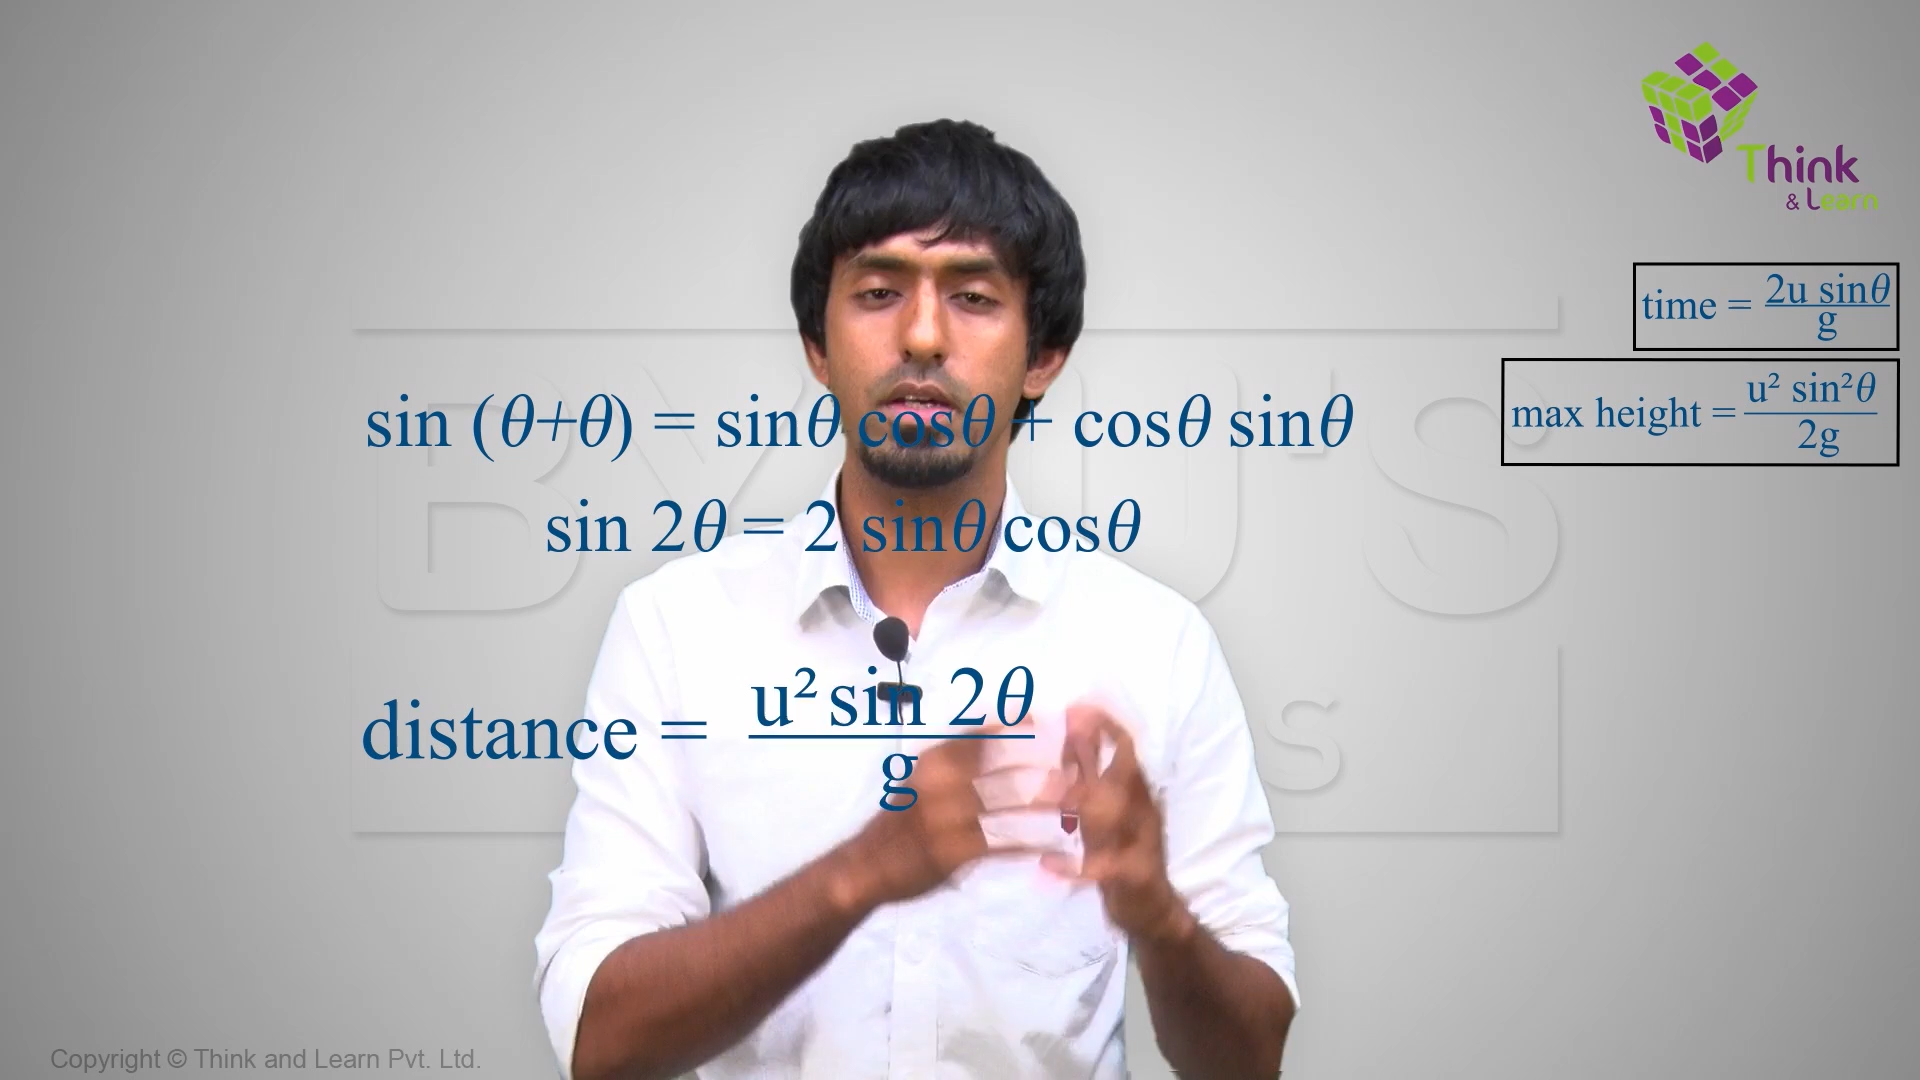 Think
& Learn
time = 2u sinθ / g
max height = u² sin²θ / 2g
BYJU'S
sin (θ+θ) = sinθ cosθ + cosθ sinθ
sin 2θ = 2 sinθ cosθ
distance = u² sin 2θ / g
Copyright © Think and Learn Pvt. Ltd.